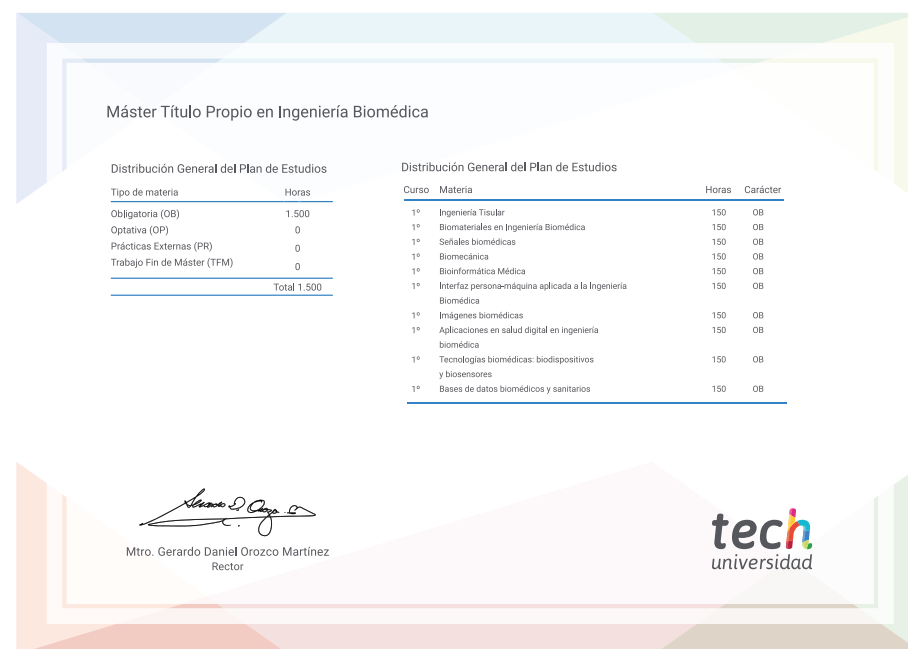 Máster Título Propio en Ingeniería Biomédica
Distribución General del Plan de Estudios
Tipo de materia Horas
Obligatoria (OB) 1.500
Optativa (OP) 0
Prácticas Externas (PR) 0
Trabajo Fin de Máster (TFM) 0
Total 1.500
Distribución General del Plan de Estudios
Curso Materia Horas Carácter
1º Ingeniería Tisular 150 OB
1º Biomateriales en Ingeniería Biomédica 150 OB
1º Señales biomédicas 150 OB
1º Biomecánica 150 OB
1º Bioinformática Médica 150 OB
1º Interfaz persona-máquina aplicada a la Ingeniería 150 OB
Biomédica
1º Imágenes biomédicas 150 OB
1º Aplicaciones en salud digital en ingeniería 150 OB
biomédica
1º Tecnologías biomédicas: biodispositivos 150 OB
y biosensores
1º Bases de datos biomédicos y sanitarios 150 OB
Mtro. Gerardo Daniel Orozco Martínez
Rector
tech
universidad